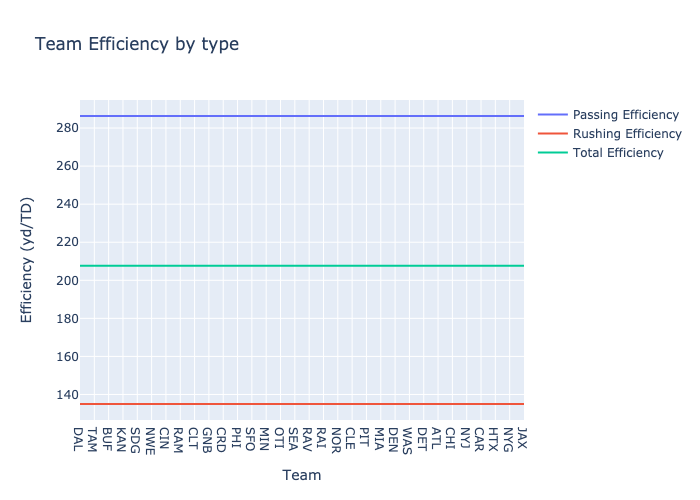 Team Efficiency by type
Passing Efficiency
Rushing Efficiency
Total Efficiency
Efficiency (yd/TD)
280
260
240
220
200
180
160
140
DAL
TAM
BUF
KAN
SDG
NWE
CIN
RAM
CLT
GNB
CRD
PHI
SFO
MIN
OTI
SEA
RAV
RAI
NOR
CLE
PIT
MIA
DEN
WAS
DET
ATL
CHI
NYJ
CAR
HTX
NYG
JAX
Team